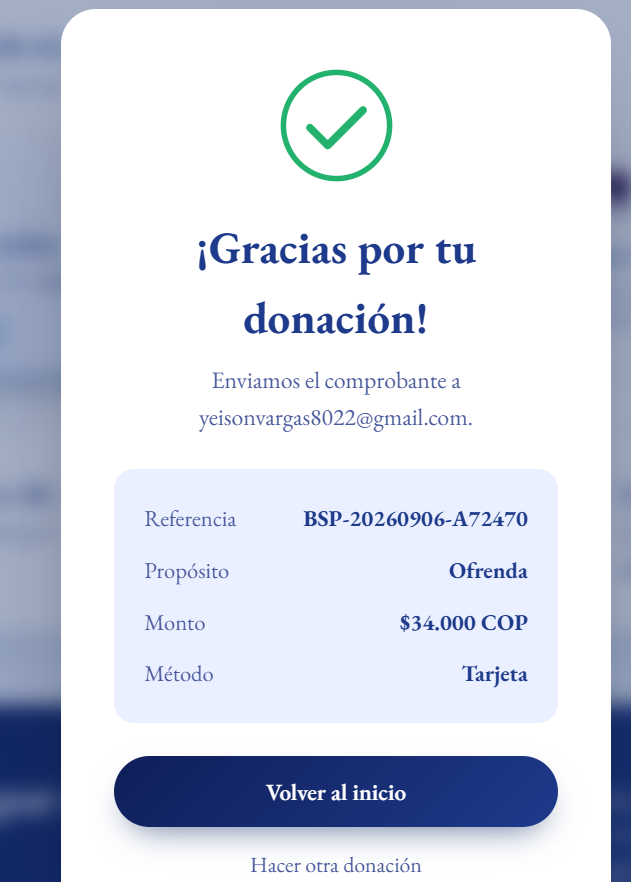 ¡Gracias por tu
donación!
Enviamos el comprobante a
yeisonvargas8022@gmail.com.
Referencia BSP-20260906-A72470
Propósito Ofrenda
Monto $34.000 COP
Método Tarjeta
Volver al inicio
Hacer otra donación